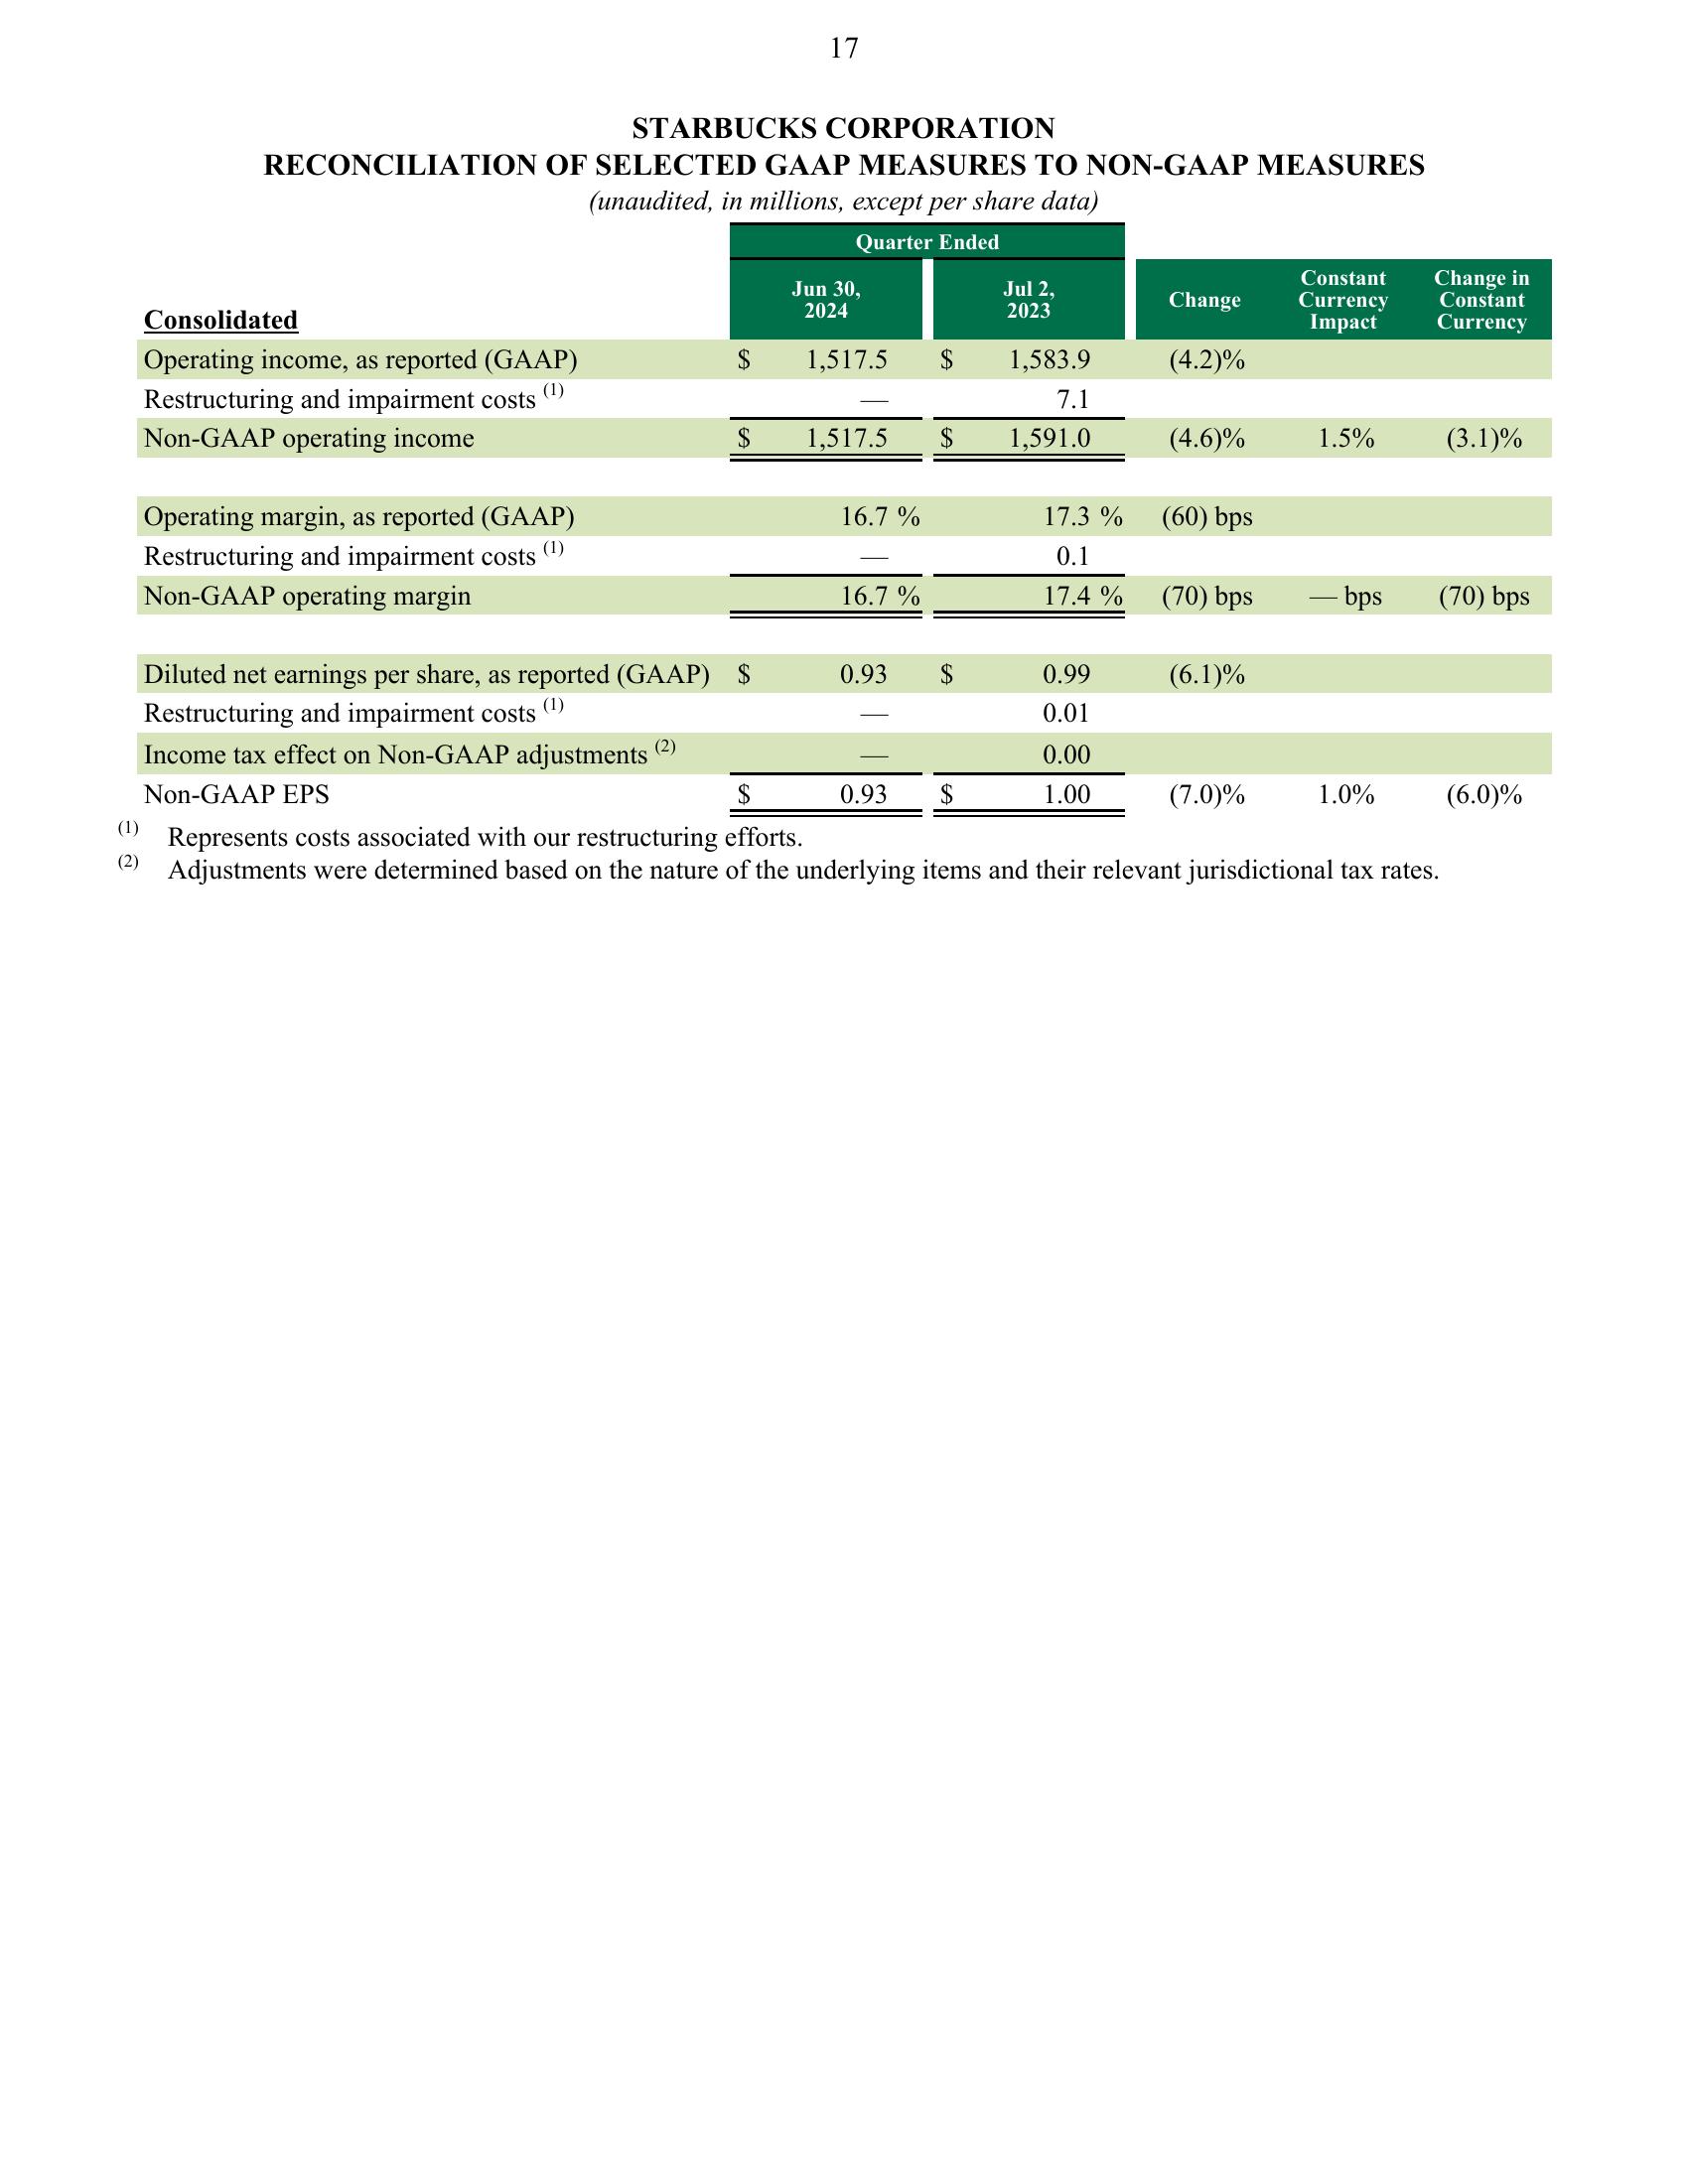 17
STARBUCKS CORPORATION
RECONCILIATION OF SELECTED GAAP MEASURES TO NON-GAAP MEASURES
(unaudited, in millions, except per share data)
Quarter Ended
Consolidated Jun 30, 2024 Jul 2, 2023 Change Constant Currency Impact Change in Constant Currency
Operating income, as reported (GAAP) $ 1,517.5 $ 1,583.9 (4.2)%
Restructuring and impairment costs (1) — 7.1
Non-GAAP operating income $ 1,517.5 $ 1,591.0 (4.6)% 1.5% (3.1)%
Operating margin, as reported (GAAP) 16.7 % 17.3 % (60) bps
Restructuring and impairment costs (1) — 0.1
Non-GAAP operating margin 16.7 % 17.4 % (70) bps — bps (70) bps
Diluted net earnings per share, as reported (GAAP) $ 0.93 $ 0.99 (6.1)%
Restructuring and impairment costs (1) — 0.01
Income tax effect on Non-GAAP adjustments (2) — 0.00
Non-GAAP EPS $ 0.93 $ 1.00 (7.0)% 1.0% (6.0)%
(1) Represents costs associated with our restructuring efforts.
(2) Adjustments were determined based on the nature of the underlying items and their relevant jurisdictional tax rates.